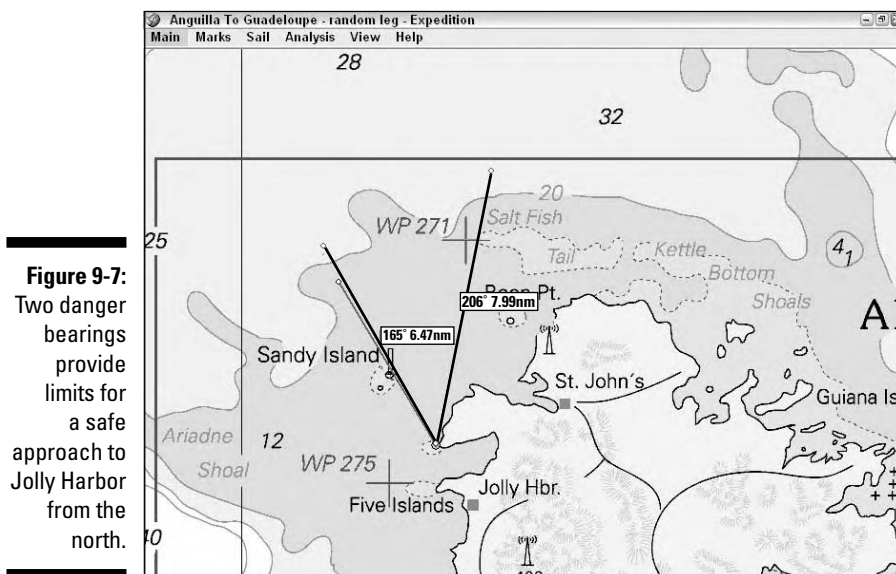 Anguilla To Guadeloupe - random leg - Expedition
Main Marks Sail Analysis View Help
28
32
20
WP 271
Salt Fish
25
Tail
Kettle
4₁
Bottom
Figure 9-7:
Two danger
bearings
provide
limits for
a safe
approach to
Jolly Harbor
from the
north.
206° 7.99nm
Pt.
Shoals
A
165° 6.47nm
Sandy Island
St. John's
Guiana Is
Ariadne
12
Shoal
WP 275
Jolly Hbr.
Five Islands